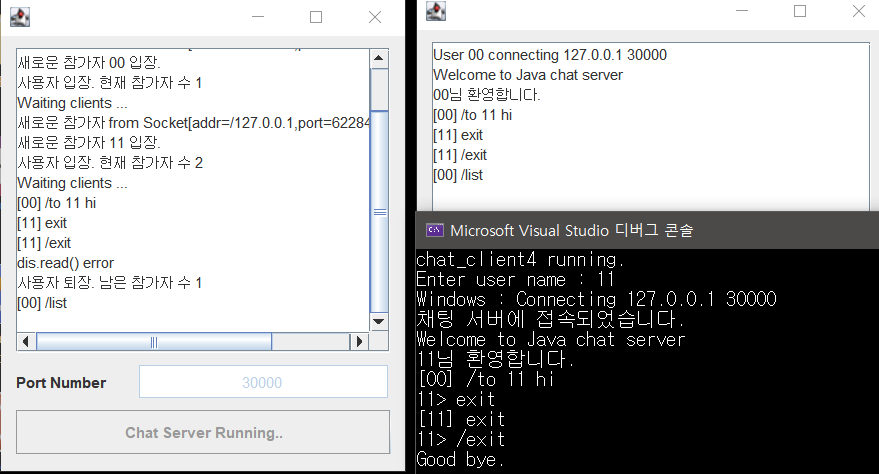 새로운 참가자 00 입장.
사용자 입장. 현재 참가자 수 1
Waiting clients ...
새로운 참가자 from Socket[addr=/127.0.0.1,port=62284
새로운 참가자 11 입장.
사용자 입장. 현재 참가자 수 2
Waiting clients ...
[00] /to 11 hi
[11] exit
[11] /exit
dis.read() error
사용자 퇴장. 남은 참가자 수 1
[00] /list
Port Number
30000
Chat Server Running..
User 00 connecting 127.0.0.1 30000
Welcome to Java chat server
00님 환영합니다.
[00] /to 11 hi
[11] exit
[11] /exit
[00] /list
Microsoft Visual Studio 디버그 콘솔
chat_client4 running.
Enter user name : 11
Windows : Connecting 127.0.0.1 30000
채팅 서버에 접속되었습니다.
Welcome to Java chat server
11님 환영합니다.
[00] /to 11 hi
11> exit
[11] exit
11> /exit
Good bye.